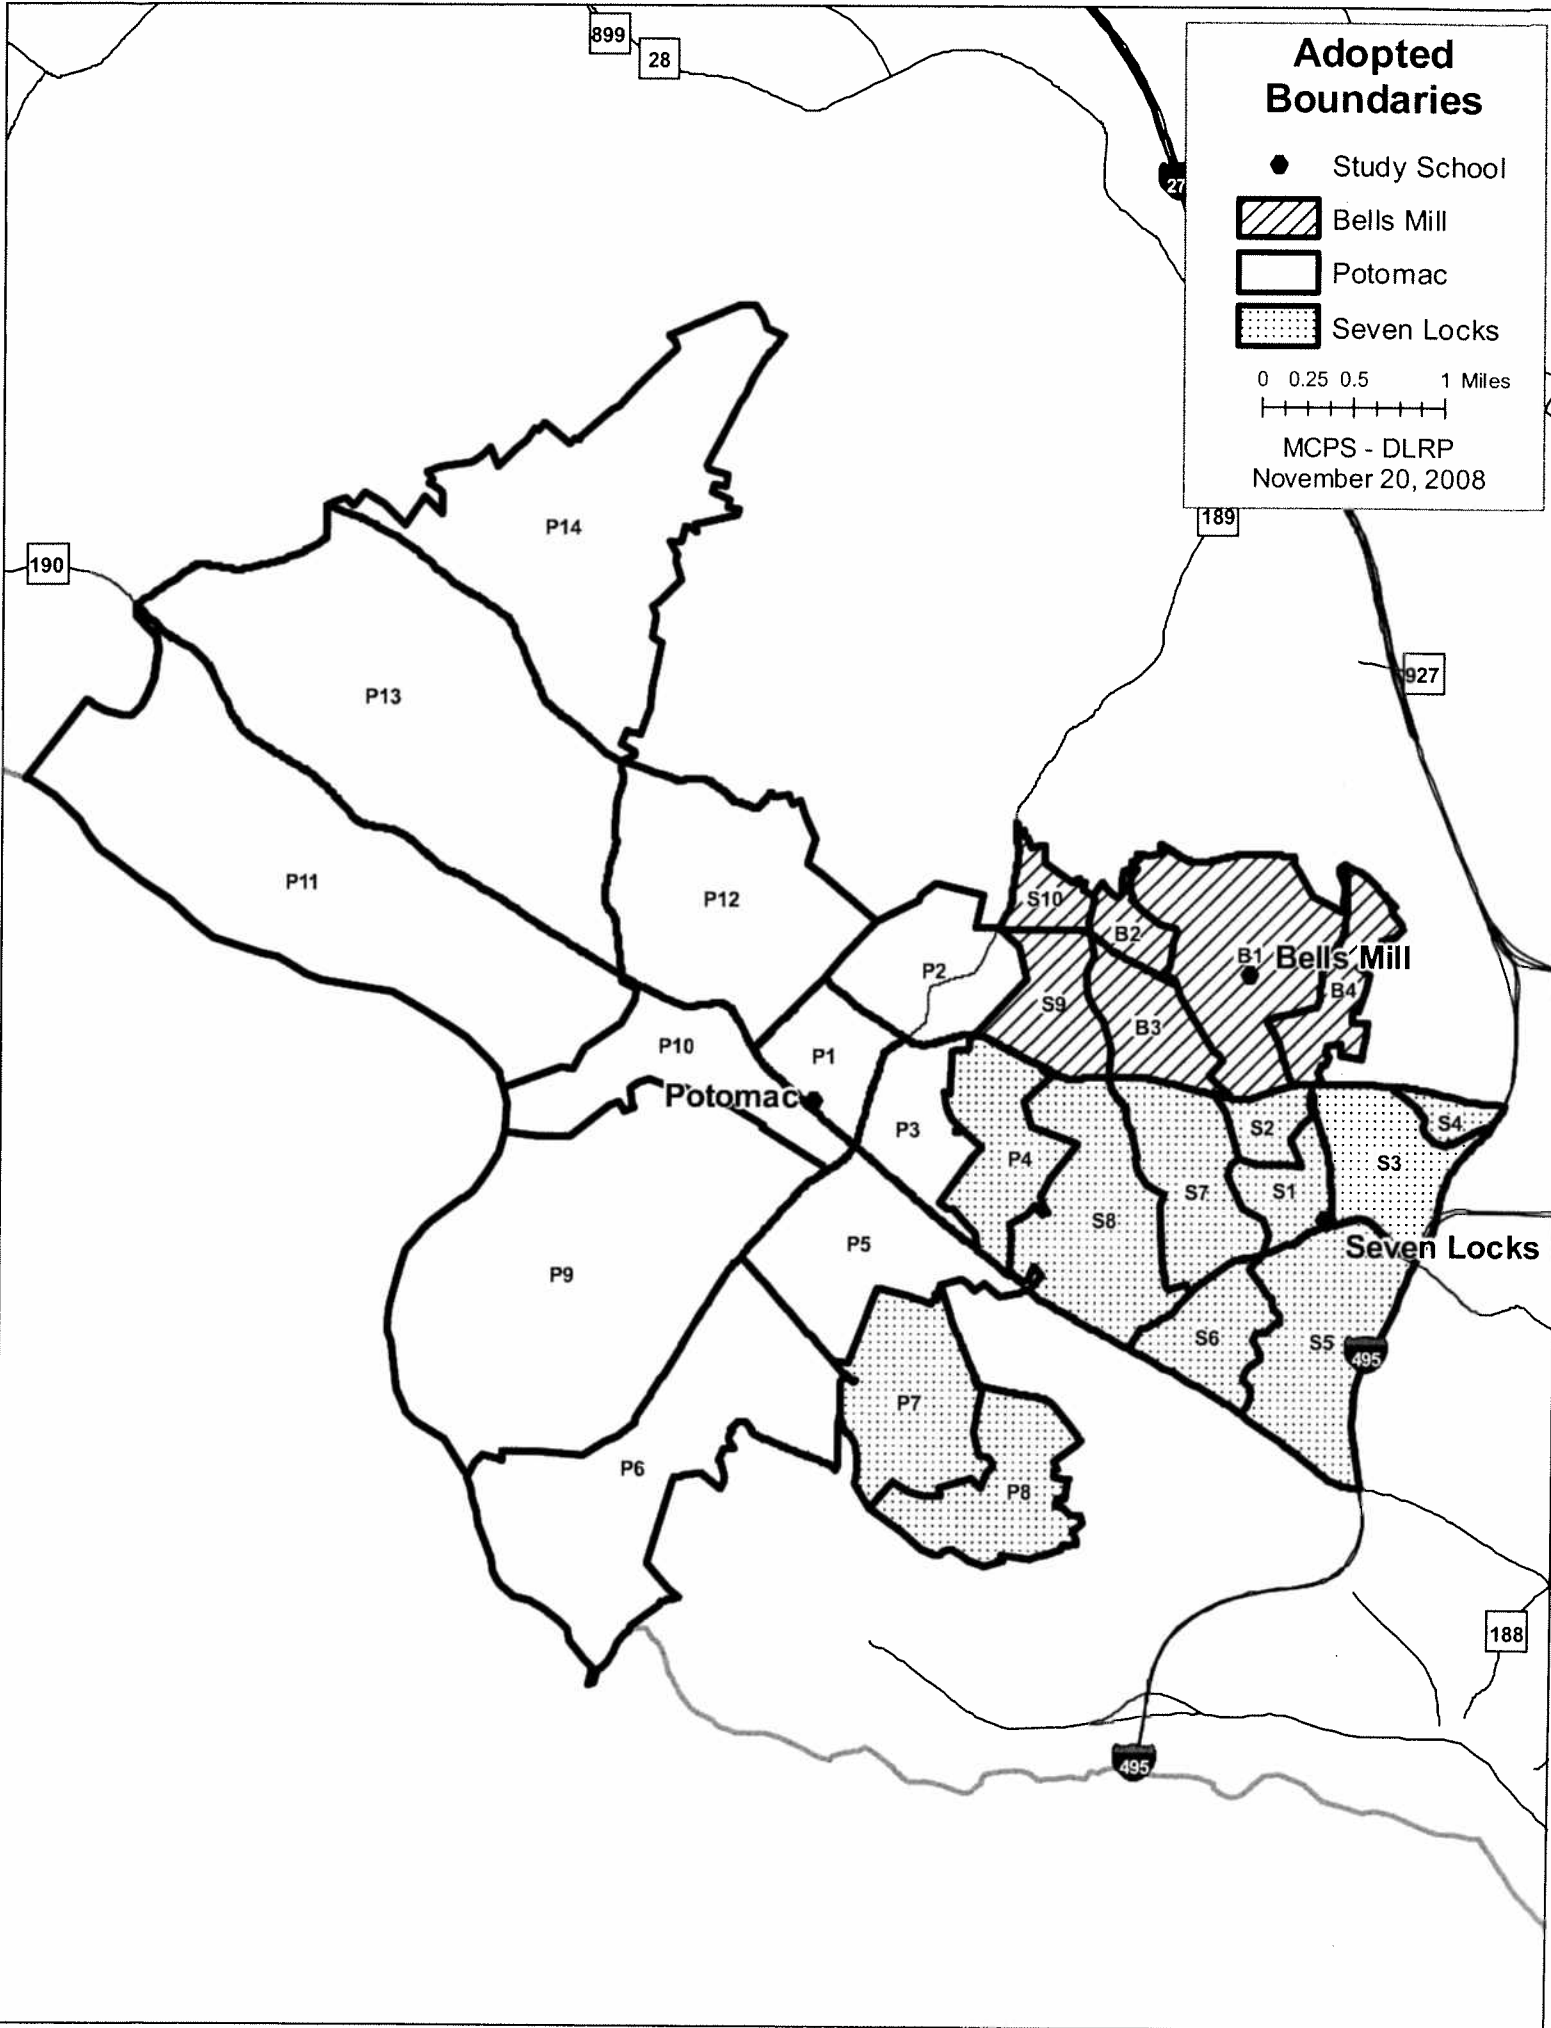 899
28
Adopted
Boundaries
Study School
27
Bells Mill
Potomac
Seven Locks
0 0.25 0.5 1 Miles
MCPS - DLRP
November 20, 2008
189
P14
190
927
P13
P11
P12
S10
B2
P2
B1 Bells Mill
B4
S9
B3
P10
P1
Potomac
P3
S2
S4
P4
S3
S7
S1
S8
P5
Seven Locks
P9
S6
S5
495
P7
P6
P8
188
495